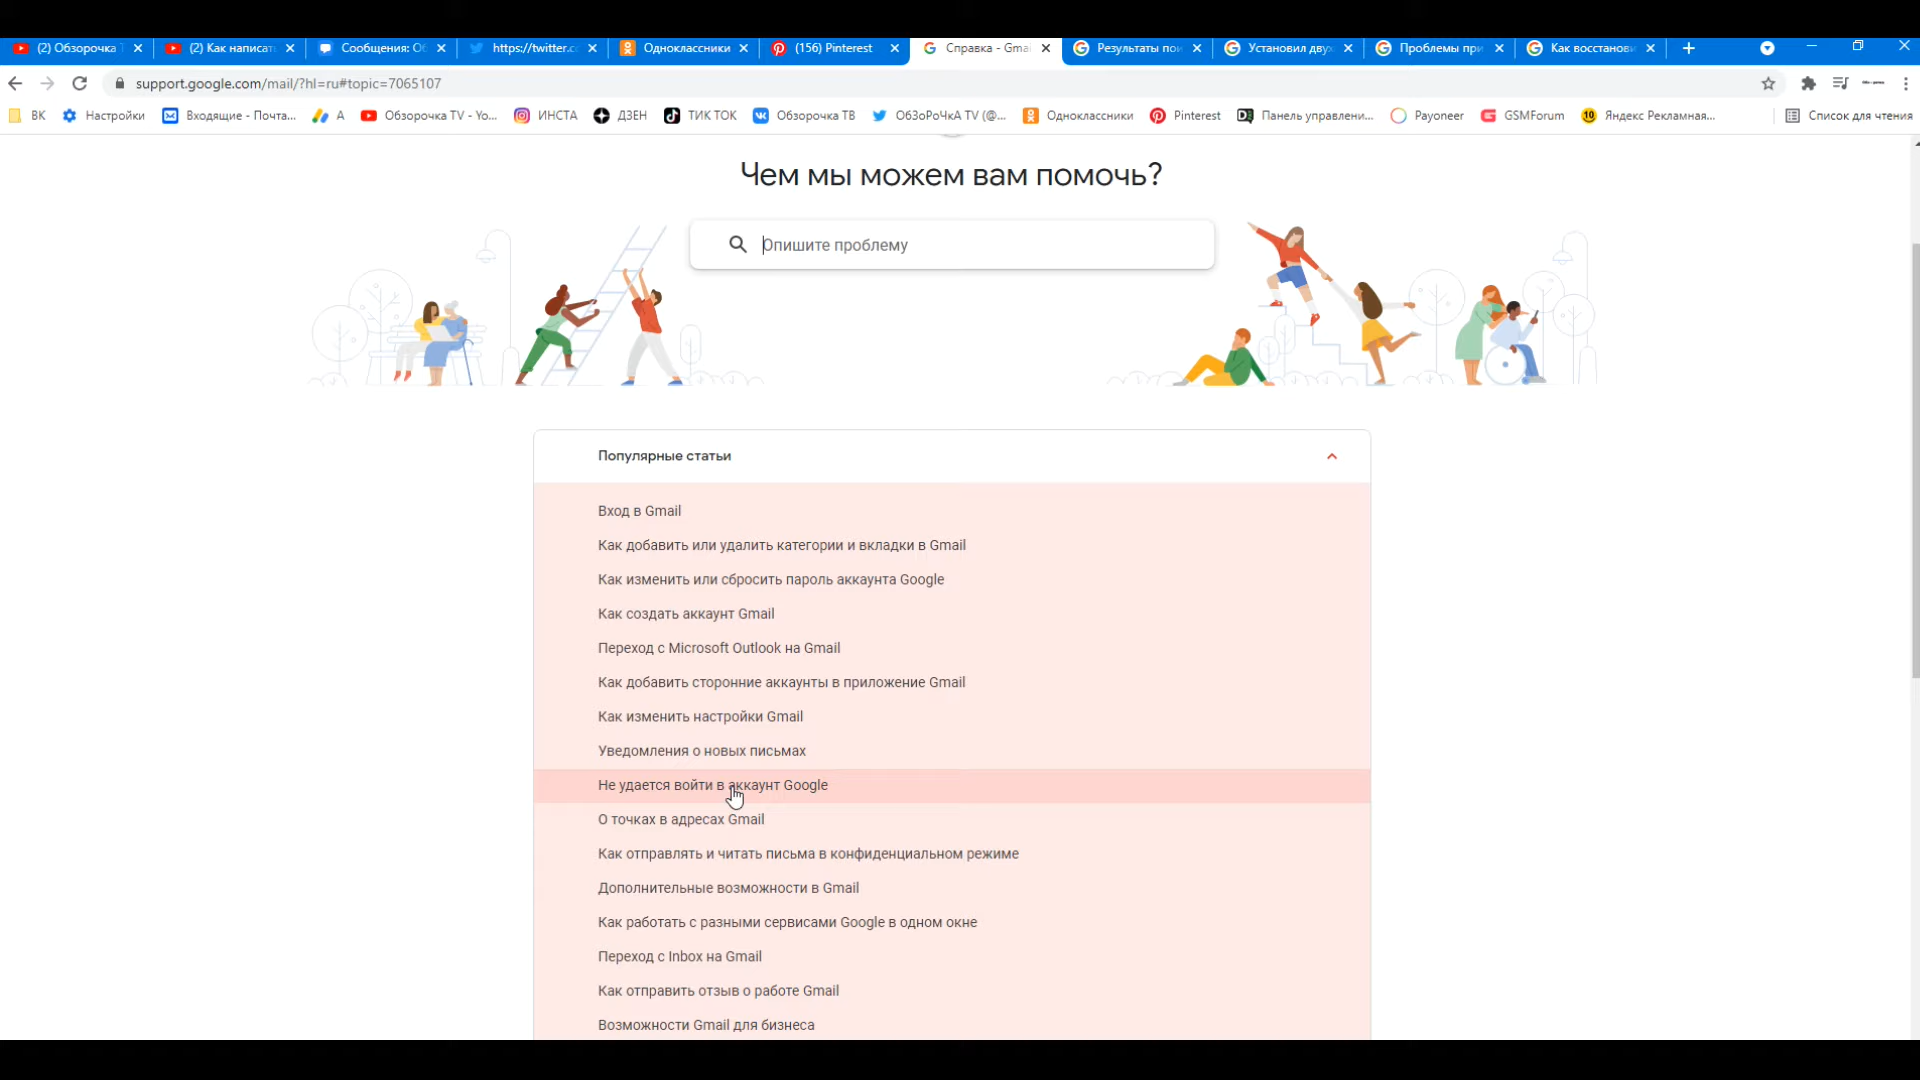 (2) Обзорочка T
(2) Как написат
Сообщения: Об
https://twitter.c
Одноклассники
(156) Pinterest
Справка - Gma
Результаты пои
Установил двух
Проблемы при
Как восстанови
support.google.com/mail/?hl=ru#topic=7065107
ВК
Настройки
Входящие - Почта...
А
Обзорочка TV - Yo...
ИНСТА
ДЗЕН
ТИК ТОК
Обзорочка ТВ
ОбЗоРоЧкА TV (@...
Одноклассники
Pinterest
Панель управлени...
Payoneer
GSMForum
10
Яндекс Рекламная...
Список для чтения
Чем мы можем вам помочь?
Опишите проблему
Популярные статьи
Вход в Gmail
Как добавить или удалить категории и вкладки в Gmail
Как изменить или сбросить пароль аккаунта Google
Как создать аккаунт Gmail
Переход с Microsoft Outlook на Gmail
Как добавить сторонние аккаунты в приложение Gmail
Как изменить настройки Gmail
Уведомления о новых письмах
Не удается войти в аккаунт Google
О точках в адресах Gmail
Как отправлять и читать письма в конфиденциальном режиме
Дополнительные возможности в Gmail
Как работать с разными сервисами Google в одном окне
Переход с Inbox на Gmail
Как отправить отзыв о работе Gmail
Возможности Gmail для бизнеса